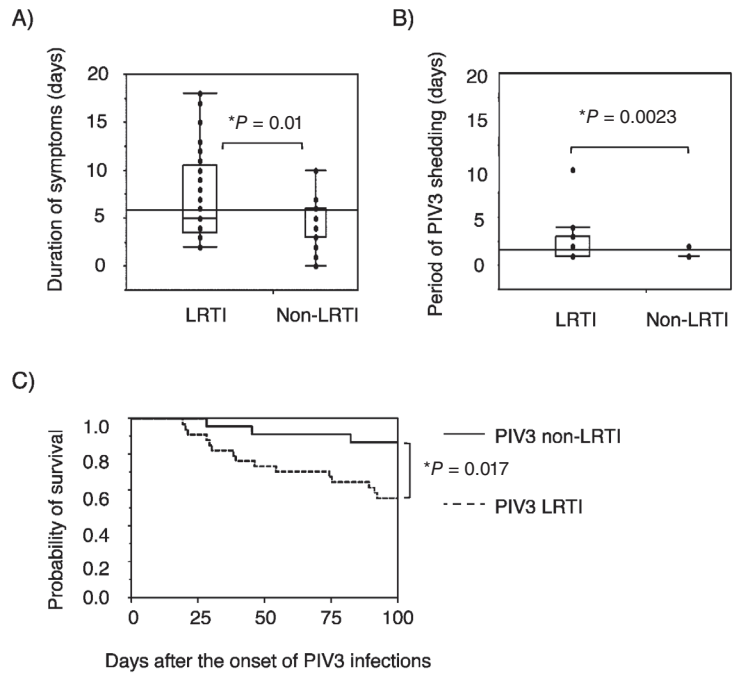 A)
Duration of symptoms (days)
20
15
10
5
0
*P = 0.01
LRTI
Non-LRTI
B)
Period of PIV3 shedding (days)
20
15
10
5
0
*P = 0.0023
LRTI
Non-LRTI
C)
Probability of survival
1.0
0.8
0.6
0.4
0.2
0.0
0
25
50
75
100
Days after the onset of PIV3 infections
PIV3 non-LRTI
*P = 0.017
PIV3 LRTI